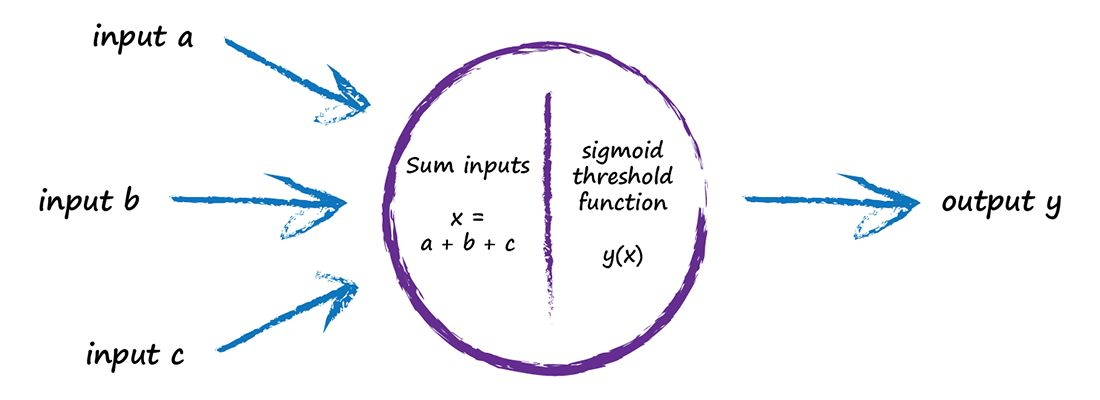 input a
input b
input c
Sum inputs
x =
a + b + c
sigmoid
threshold
function
y(x)
output y